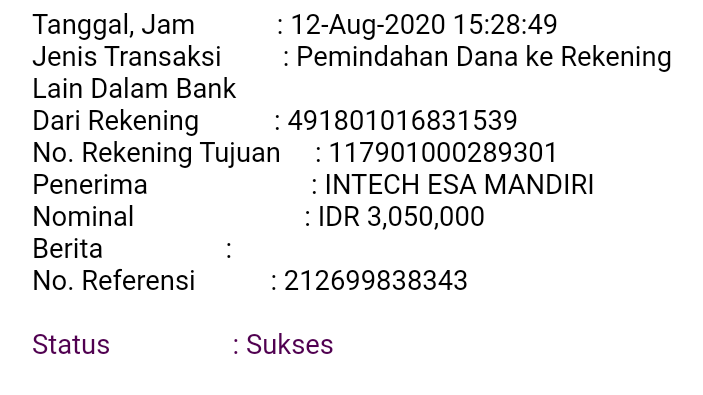 Tanggal, Jam : 12-Aug-2020 15:28:49
Jenis Transaksi : Pemindahan Dana ke Rekening
Lain Dalam Bank
Dari Rekening : 491801016831539
No. Rekening Tujuan : 117901000289301
Penerima : INTECH ESA MANDIRI
Nominal : IDR 3,050,000
Berita :
No. Referensi : 212699838343
Status : Sukses